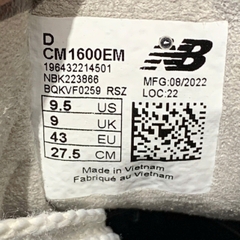 D
CM1600EM
196432214501
NBK223866
BQKVF0259 RSZ
MFG:08/2022
LOC:22
9.5 US
9 UK
43 EU
27.5 CM
Made in Vietnam
Fabriqué au Vietnam